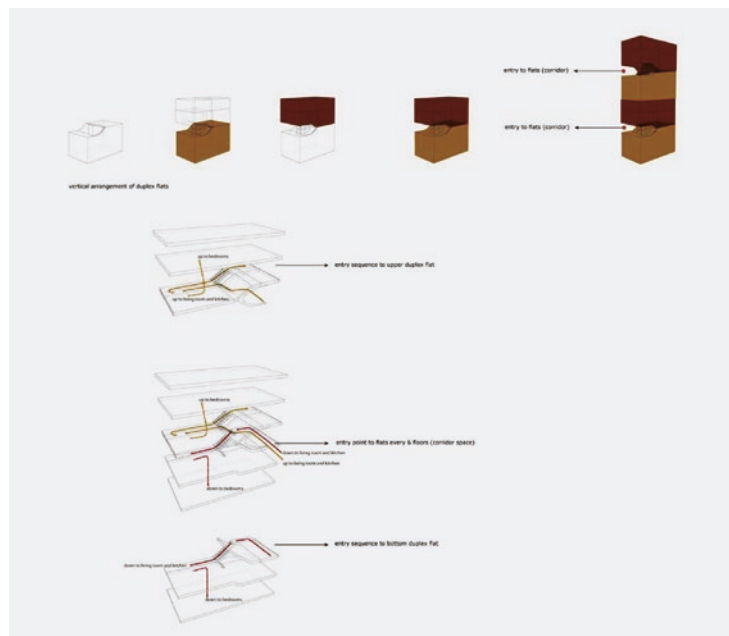 entry to flats (corridor)
entry to flats (corridor)
vertical arrangement of duplex flats
up to bedrooms
entry sequence to upper duplex flat
up to living room and kitchen
up to bedrooms
entry point to flats every 6 floors (corridor space)
down to living room and kitchen
up to living room and kitchen
down to bedrooms
entry sequence to bottom duplex flat
down to living room and kitchen
down to bedrooms